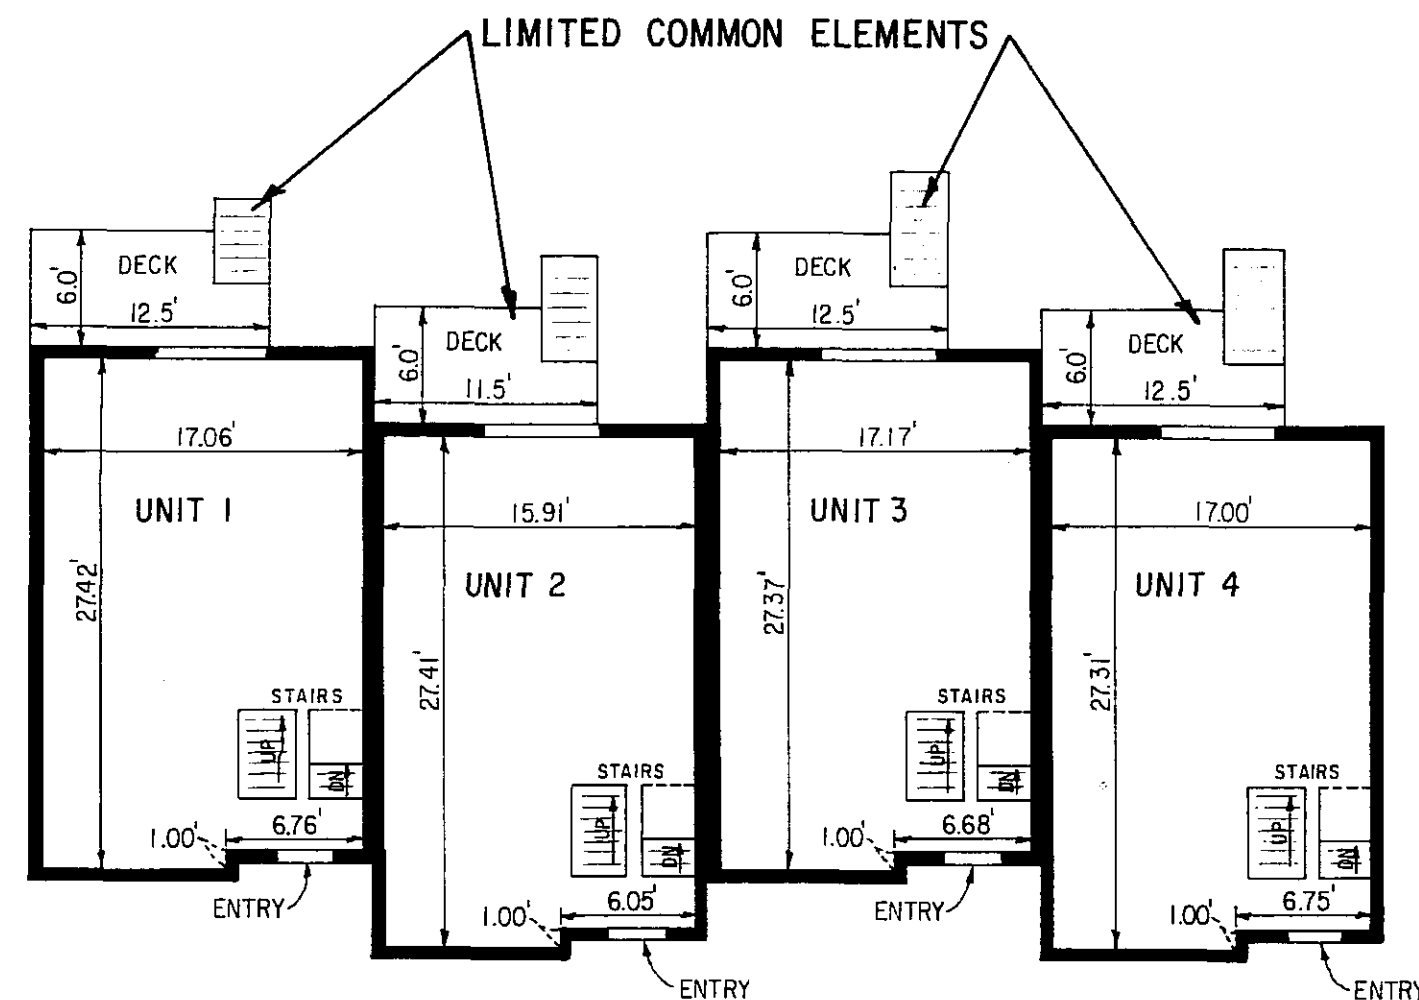 LIMITED COMMON ELEMENTS
DECK
6.0'
12.5'
DECK
6.0'
11.5'
DECK
6.0'
12.5'
DECK
6.0'
12.5'
17.06'
UNIT 1
27.42'
STAIRS
UP
DN
1.00'
6.76'
ENTRY
15.91'
UNIT 2
27.41'
STAIRS
UP
DN
1.00'
6.05'
ENTRY
17.17'
UNIT 3
27.37'
STAIRS
UP
DN
1.00'
6.68'
ENTRY
17.00'
UNIT 4
27.31'
STAIRS
UP
DN
1.00'
6.75'
ENTRY